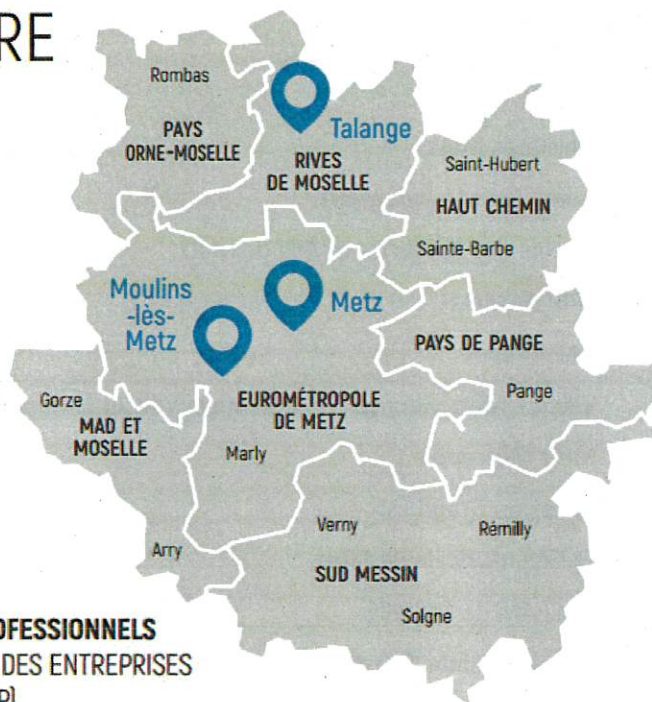 RE
Rombas
PAYS
ORNE-MOSELLE
Talange
RIVES
DE MOSELLE
Saint-Hubert
HAUT CHEMIN
Sainte-Barbe
Moulins
-lès-
Metz
Metz
PAYS DE PANGE
Pange
Gorze
MAD ET
MOSELLE
EUROMÉTROPOLE
DE METZ
Marly
Arry
Verny
Rémilly
SUD MESSIN
Solgne
OFESSIONNELS
DES ENTREPRISES